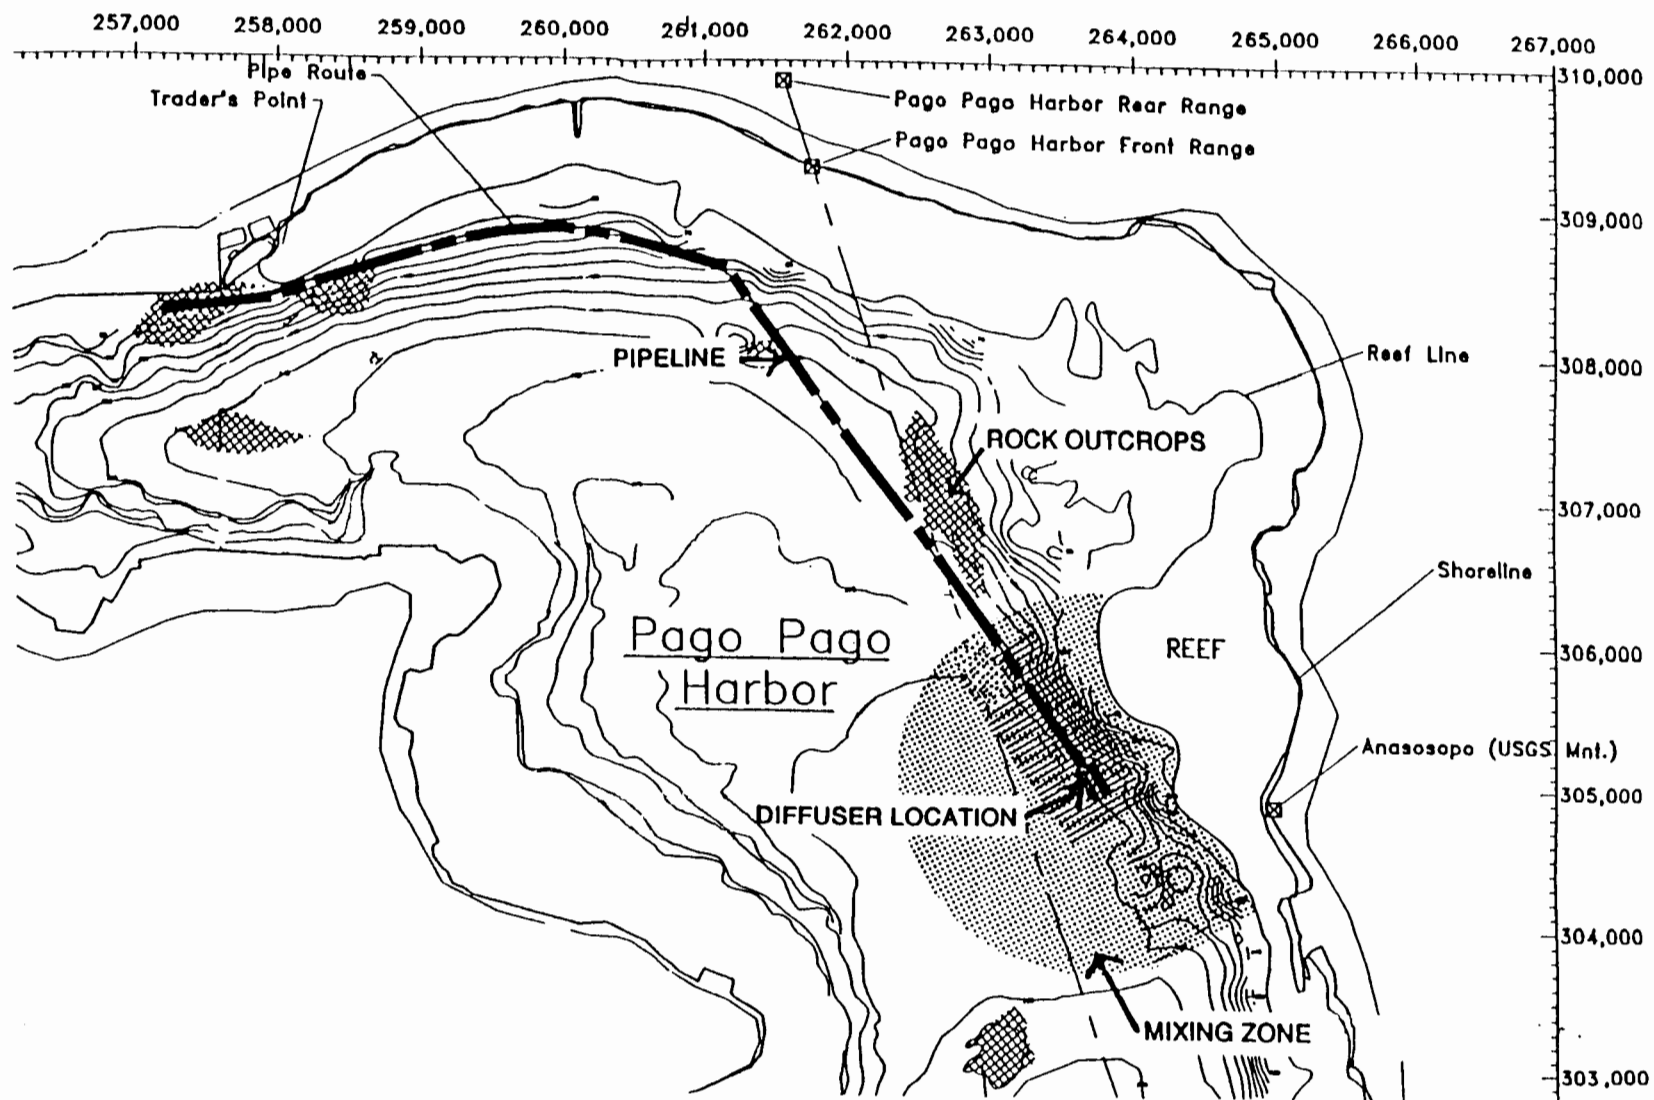 257,000 258,000 259,000 260,000 261,000 262,000 263,000 264,000 265,000 266,000 267,000
310,000
Pipe Route
Trader's Point
Pago Pago Harbor Rear Range
Pago Pago Harbor Front Range
309,000
PIPELINE
Reef Line
308,000
ROCK OUTCROPS
307,000
Shoreline
Pago Pago
Harbor
REEF
306,000
Anasosopo (USGS Mnt.)
DIFFUSER LOCATION
305,000
304,000
MIXING ZONE
303,000